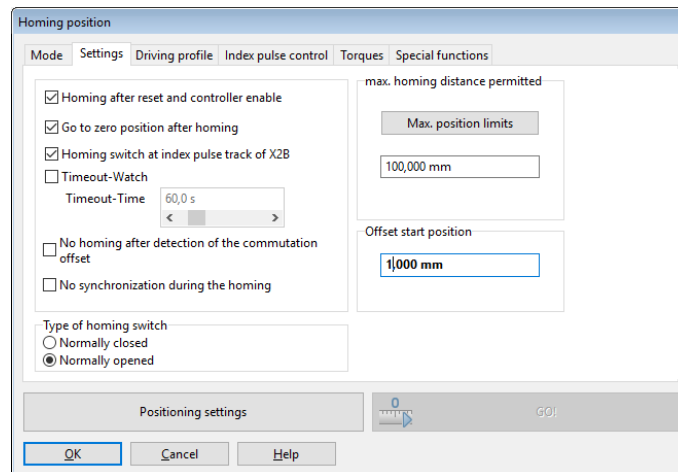 Homing position
Mode Settings Driving profile Index pulse control Torques Special functions
Homing after reset and controller enable
Go to zero position after homing
Homing switch at index pulse track of X2B
Timeout-Watch
Timeout-Time 60,0 s
No homing after detection of the commutation
offset
No synchronization during the homing
Type of homing switch
Normally closed
Normally opened
max. homing distance permitted
Max. position limits
100,000 mm
Offset start position
1,000 mm
Positioning settings
0
GO!
OK Cancel Help